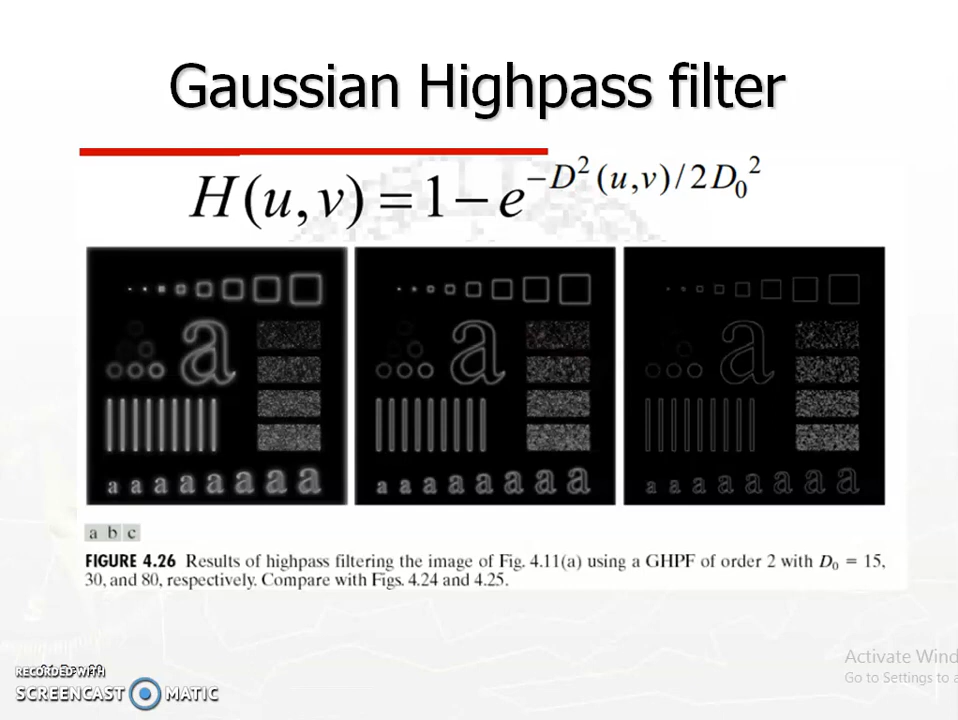 Gaussian Highpass filter
H(u,v) = 1 − e^{−D²(u,v)/2D₀²}
a
a a a a a a a a
a
a a a a a a a a
a
a a a a a a a a
a b c
FIGURE 4.26 Results of highpass filtering the image of Fig. 4.11(a) using a GHPF of order 2 with D₀ = 15,
30, and 80, respectively. Compare with Figs. 4.24 and 4.25.
RECORDED WITH
SCREENCAST MATIC
Activate Wind
Go to Settings to a